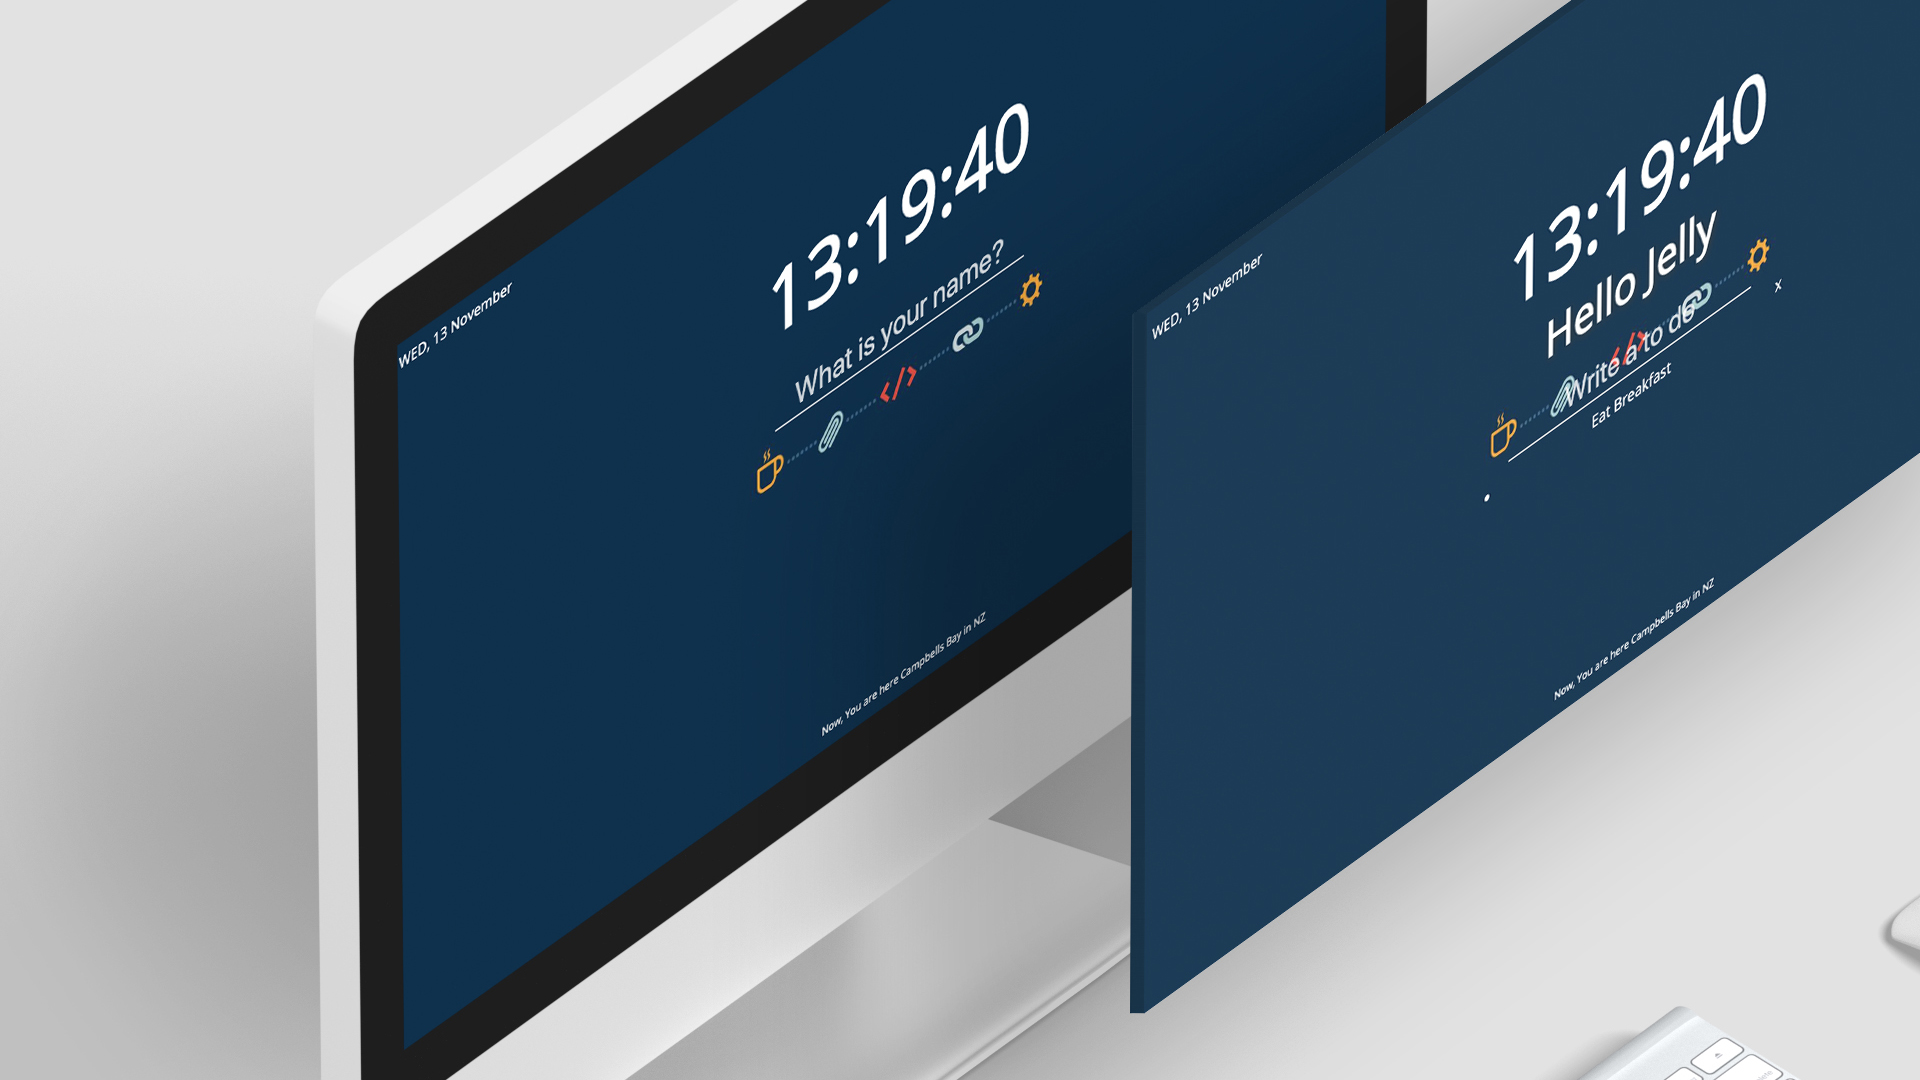 WED, 13 November
13:19:40
What is your name?
</>
Now, You are here Campbells Bay in NZ
WED, 13 November
13:19:40
Hello Jelly
Write a to do
</>
x
Eat Breakfast
Now, You are here Campbells Bay in NZ